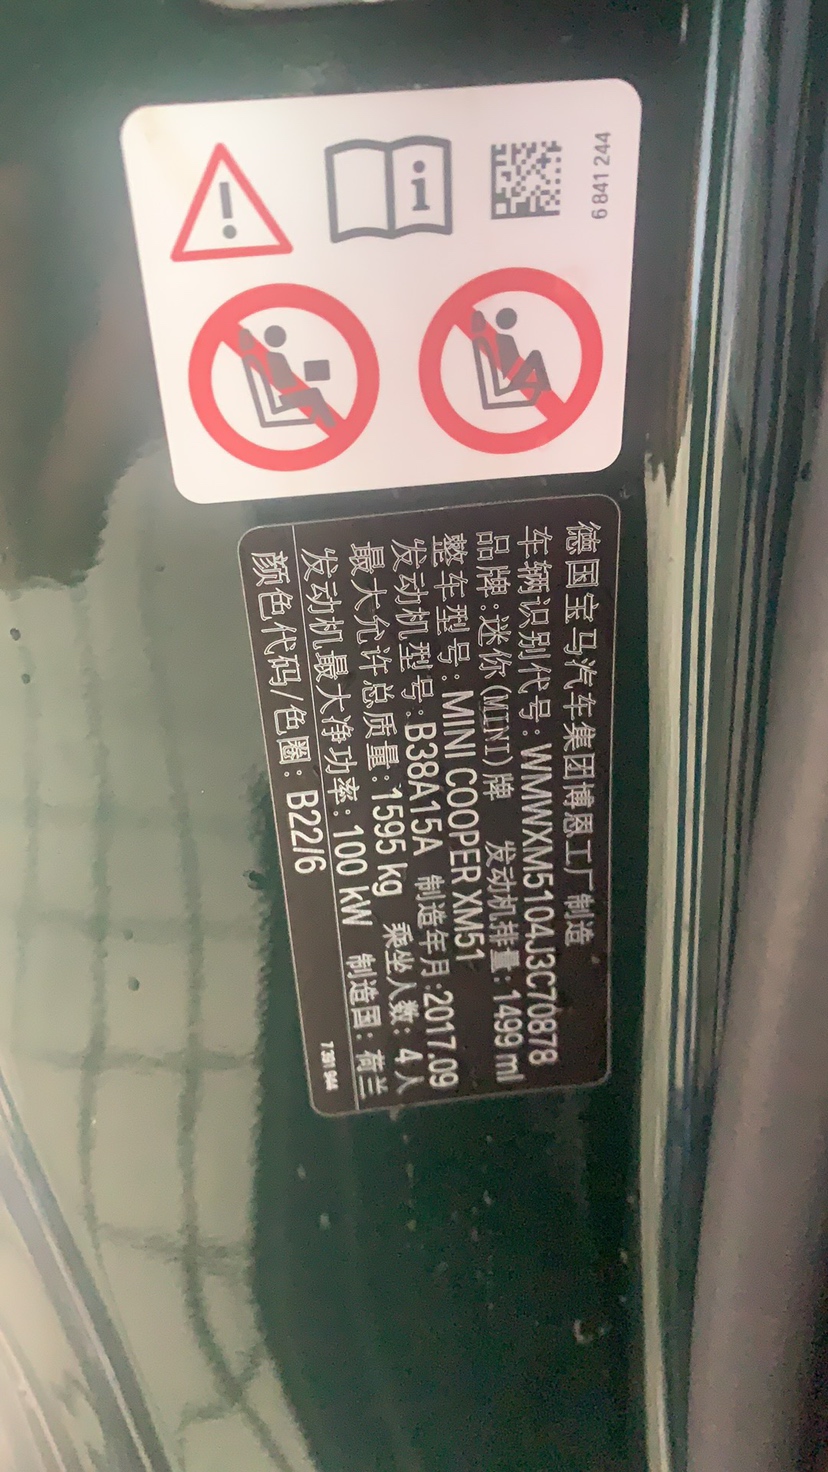 6 841 244
德国宝马汽车集团博恩工厂制造
车辆识别代号: WMWXM5104J3C70878
品牌:迷你(MINI)牌 发动机排量:1499 ml
整车型号: MINI COOPER XM51
发动机型号: B38A15A 制造年月:2017.09
最大允许总质量: 1595 kg 乘坐人数: 4人
发动机最大净功率: 100 kW 制造国: 荷兰
颜色代码/色圈: B22/6
7 391 944